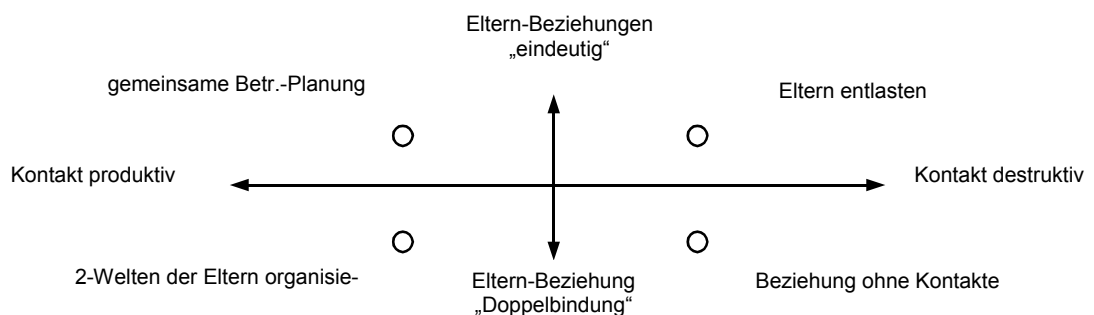 Eltern-Beziehungen
„eindeutig“
gemeinsame Betr.-Planung
Eltern entlasten
Kontakt produktiv
Kontakt destruktiv
2-Welten der Eltern organisie-
Eltern-Beziehung
„Doppelbindung“
Beziehung ohne Kontakte